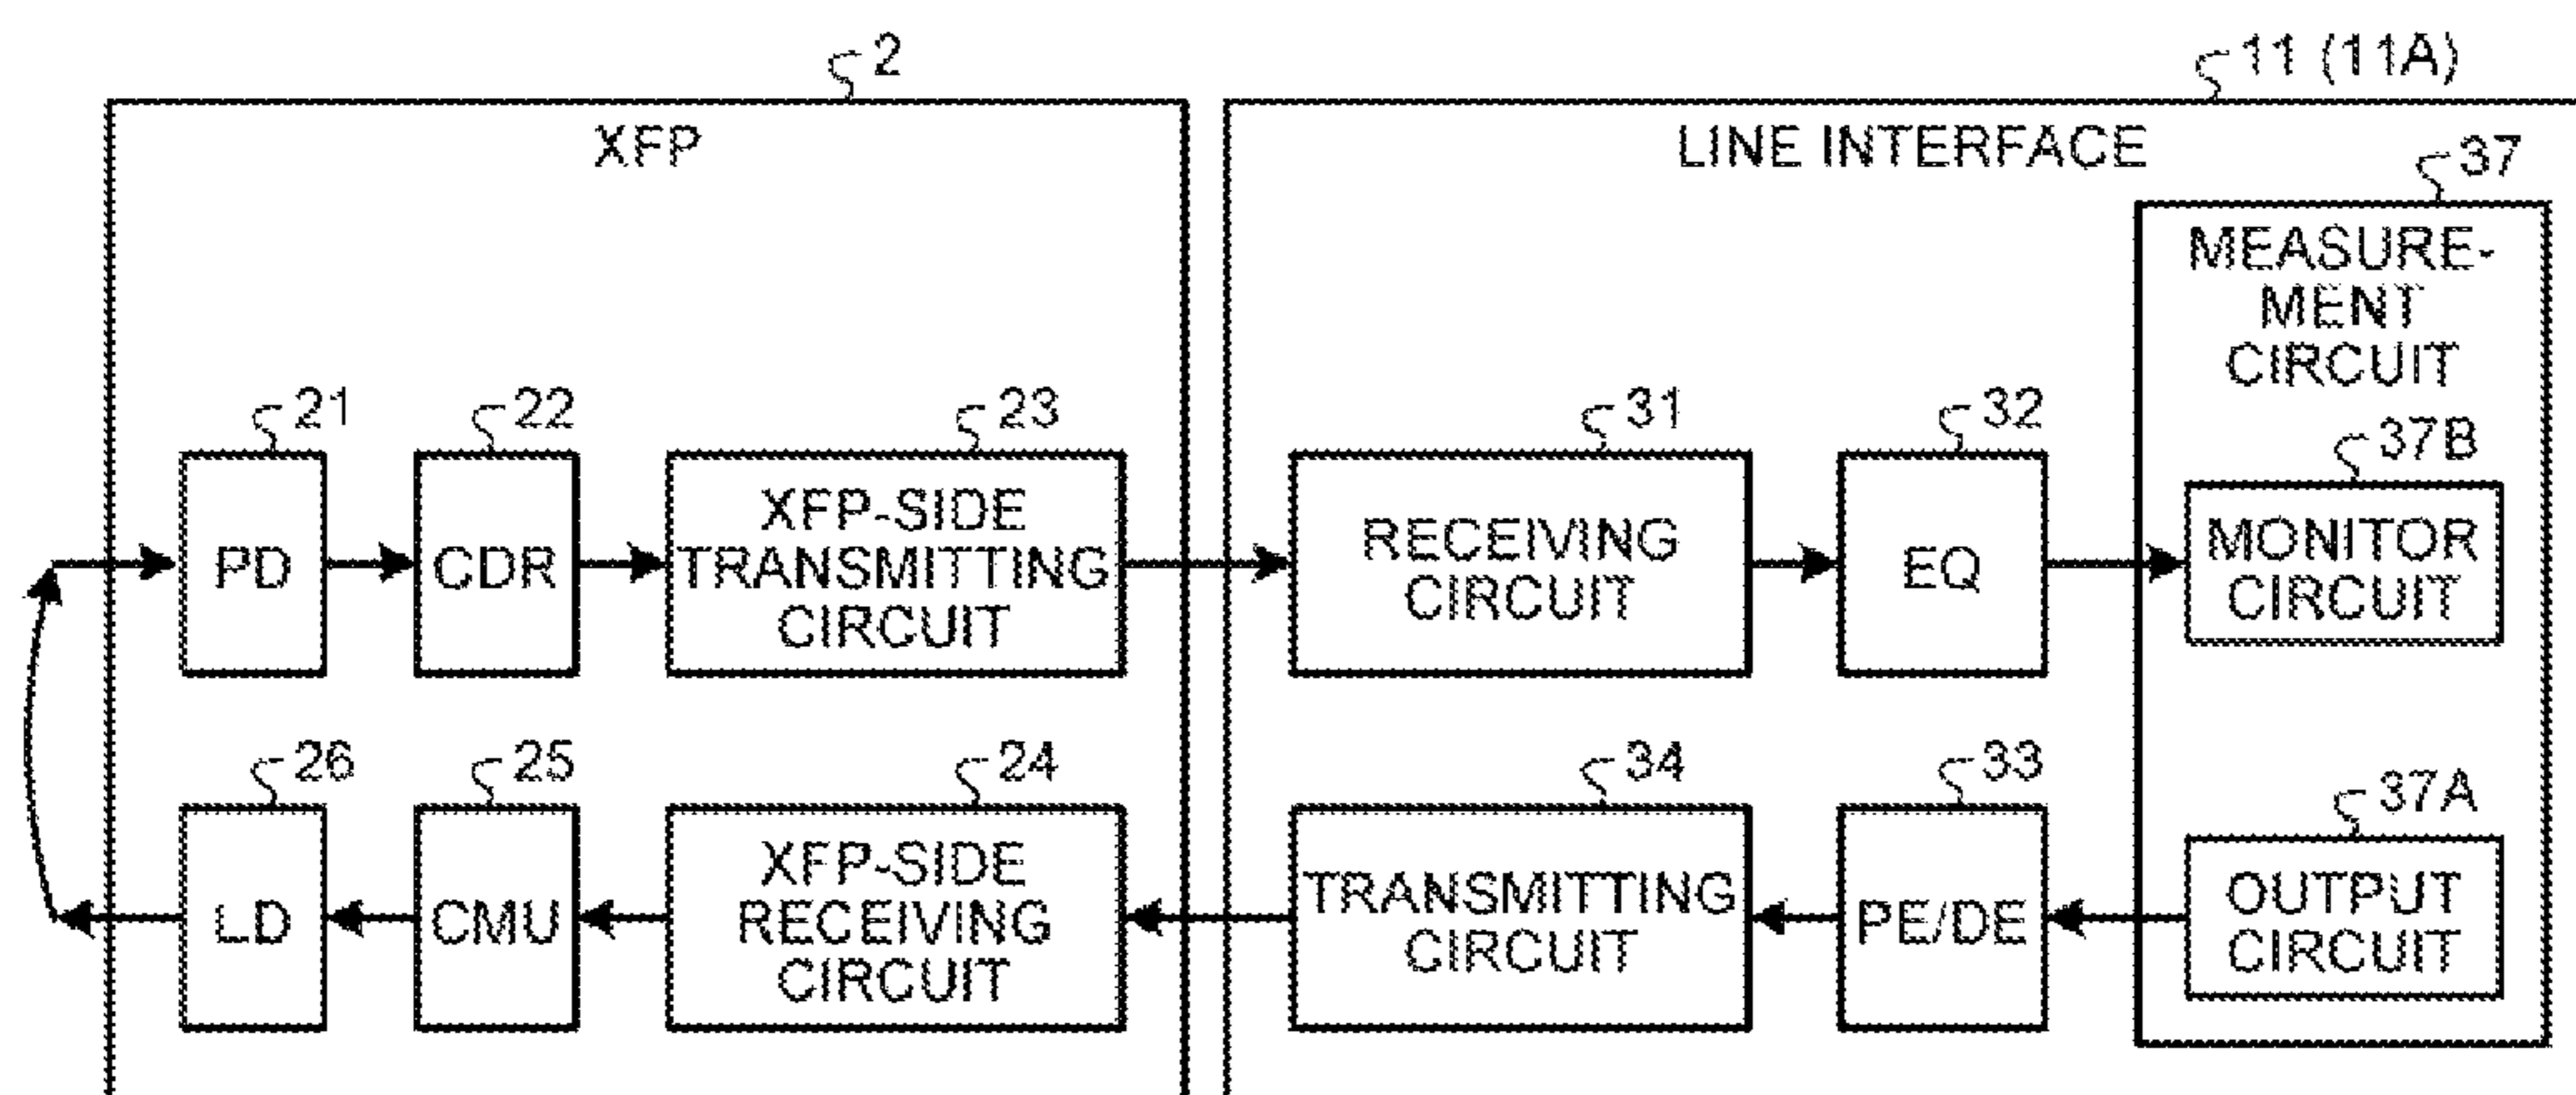 2
11 (11A)
XFP
LINE INTERFACE
37
MEASURE-
MENT
CIRCUIT
21
22
23
31
32
37B
PD
CDR
XFP-SIDE
TRANSMITTING
CIRCUIT
RECEIVING
CIRCUIT
EQ
MONITOR
CIRCUIT
26
25
24
34
33
37A
LD
CMU
XFP-SIDE
RECEIVING
CIRCUIT
TRANSMITTING
CIRCUIT
PE/DE
OUTPUT
CIRCUIT